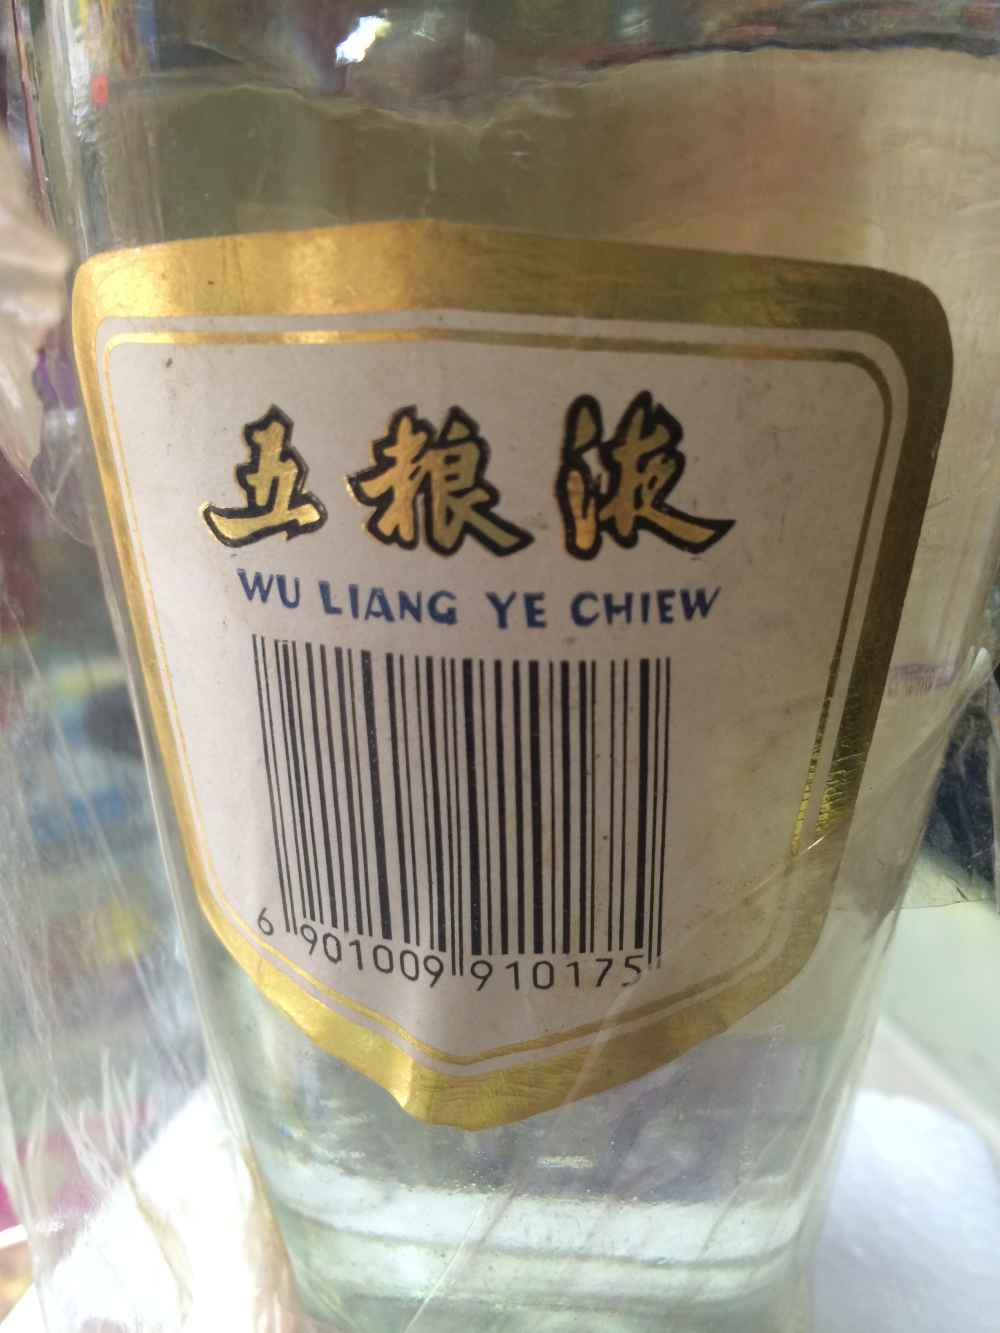 五粮液
WU LIANG YE CHIEW
6 901009 910175